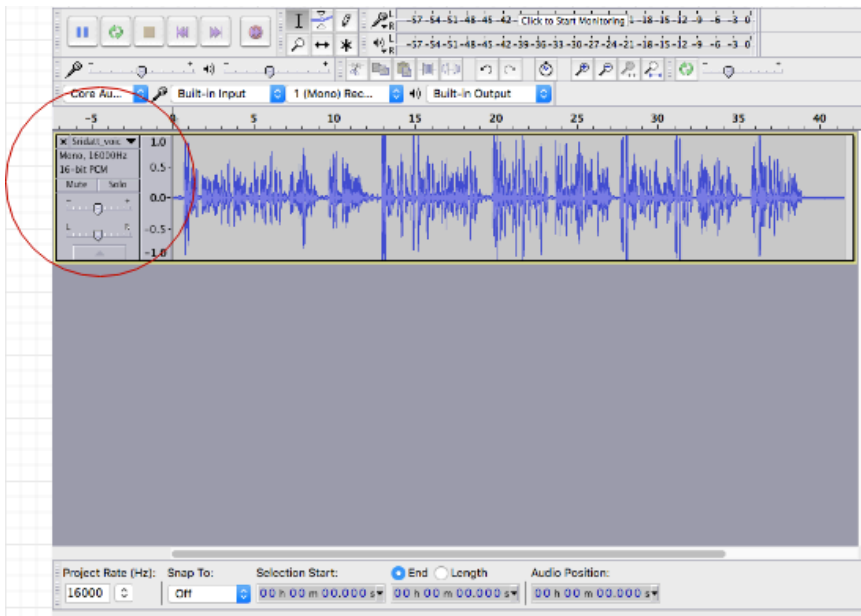 L R -57 -54 -51 -48 -45 -42 - Click to Start Monitoring 1 -18 -15 -12 -9 -6 -3 0
L R -57 -54 -51 -48 -45 -42 -39 -36 -33 -30 -27 -24 -21 -18 -15 -12 -9 -6 -3 0
- + - + - +
Core Au... Built-in Input 1 (Mono) Rec... Built-in Output
-5 0 5 10 15 20 25 30 35 40
× Sridatt_voic 1.0
Mono, 16000Hz
16-bit PCM 0.5
Mute Solo
- + 0.0
L R -0.5
-1.0
Project Rate (Hz): Snap To: Selection Start: End Length Audio Position:
16000 Off 00 h 00 m 00.000 s 00 h 00 m 00.000 s 00 h 00 m 00.000 s